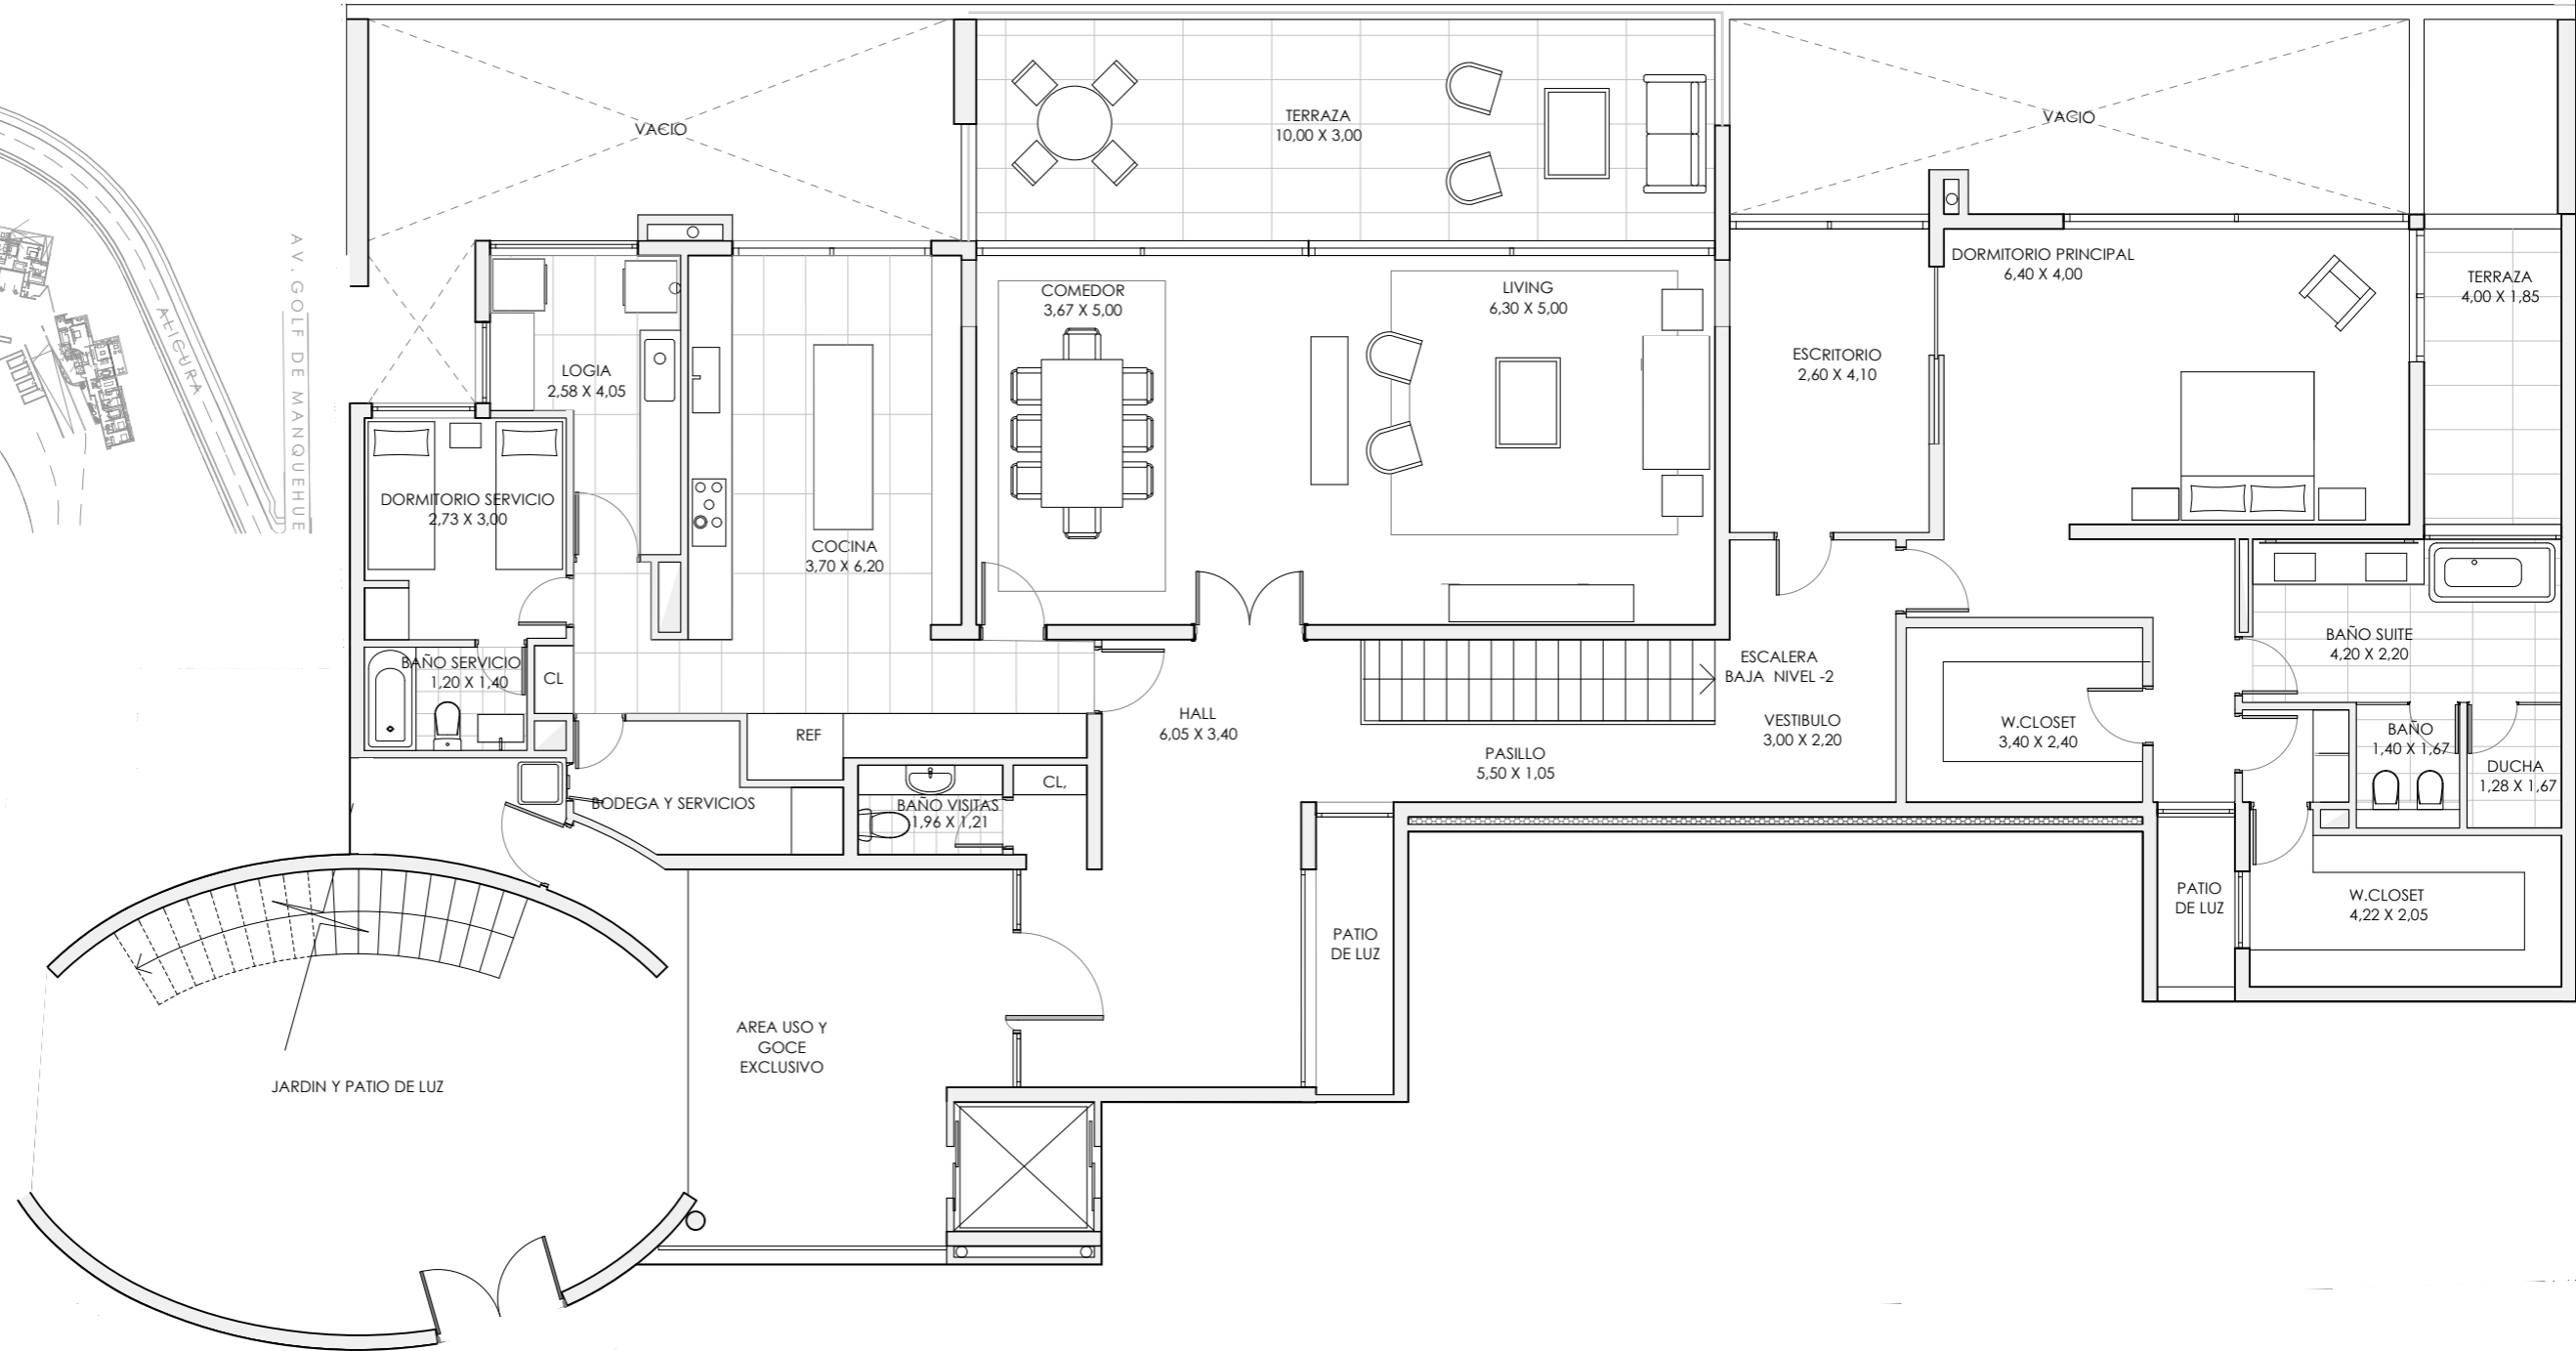 VACIO
TERRAZA
10,00 X 3,00
VACIO
AV.GOLF DE MANQUEHUE
ALICURA
LOGIA
2,58 X 4,05
DORMITORIO SERVICIO
2,73 X 3,00
COCINA
3,70 X 6,20
COMEDOR
3,67 X 5,00
LIVING
6,30 X 5,00
ESCRITORIO
2,60 X 4,10
DORMITORIO PRINCIPAL
6,40 X 4,00
TERRAZA
4,00 X 1,85
BAÑO SERVICIO
1,20 X 1,40
CL
REF
BODEGA Y SERVICIOS
BAÑO VISITAS
1,96 X 1,21
CL,
HALL
6,05 X 3,40
ESCALERA
BAJA NIVEL -2
PASILLO
5,50 X 1,05
VESTIBULO
3,00 X 2,20
W.CLOSET
3,40 X 2,40
BAÑO SUITE
4,20 X 2,20
BAÑO
1,40 X 1,67
DUCHA
1,28 X 1,67
PATIO
DE LUZ
PATIO
DE LUZ
W.CLOSET
4,22 X 2,05
AREA USO Y
GOCE
EXCLUSIVO
JARDIN Y PATIO DE LUZ